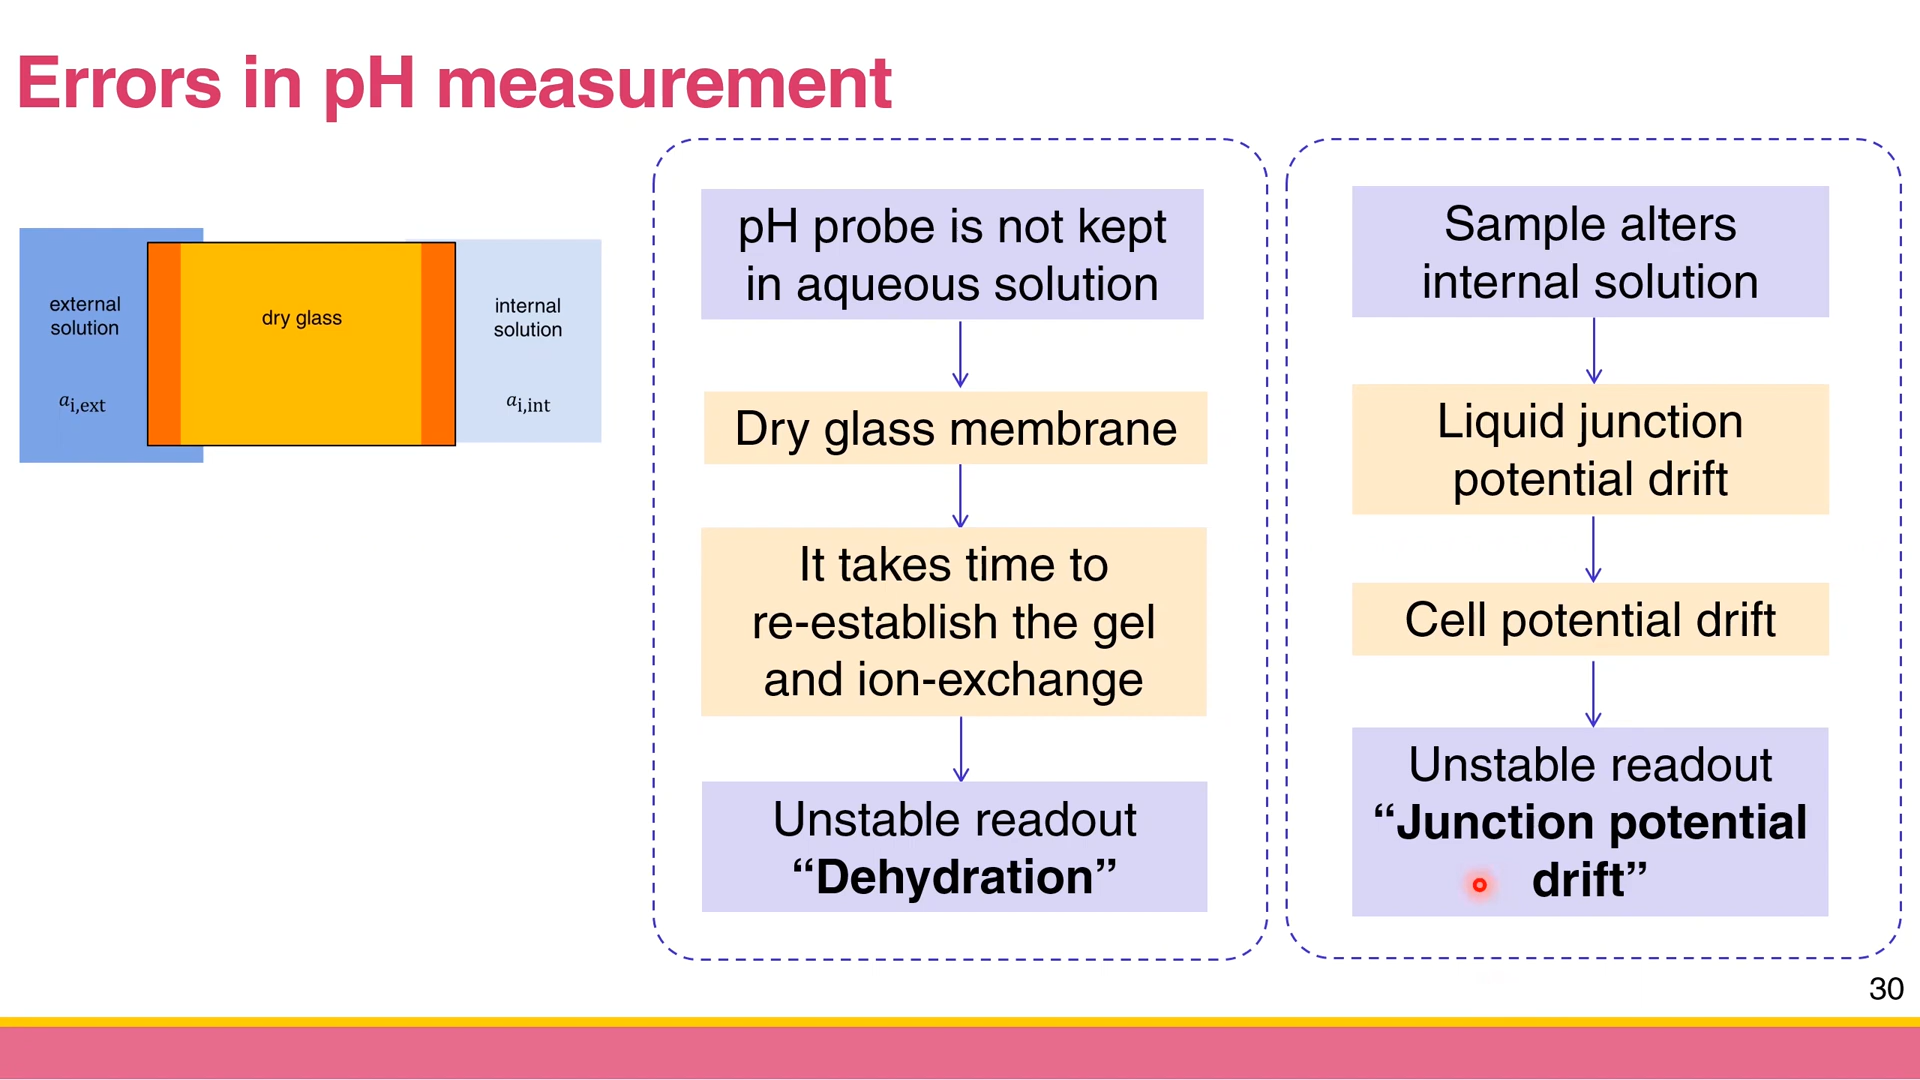 Errors in pH measurement
external
solution
dry glass
internal
solution
aᵢ,ext
aᵢ,int
pH probe is not kept
in aqueous solution
Dry glass membrane
It takes time to
re-establish the gel
and ion-exchange
Unstable readout
“Dehydration”
Sample alters
internal solution
Liquid junction
potential drift
Cell potential drift
Unstable readout
“Junction potential
drift”
30